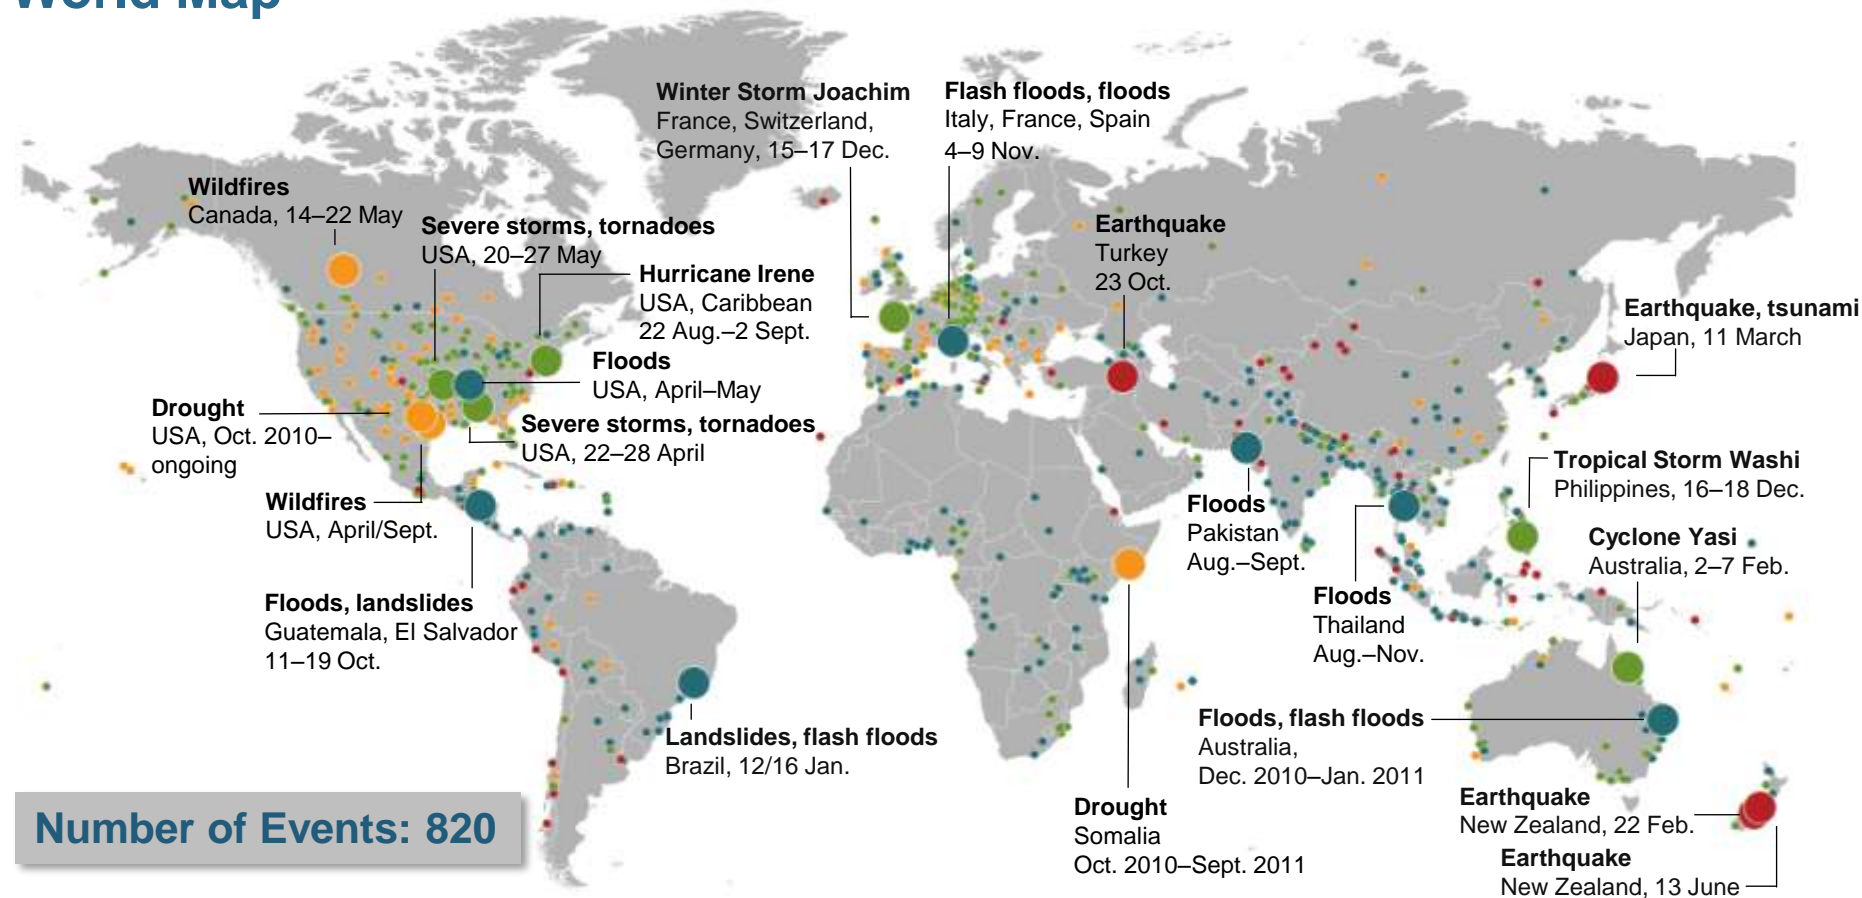 World Map
Winter Storm Joachim
France, Switzerland,
Germany, 15–17 Dec.
Flash floods, floods
Italy, France, Spain
4–9 Nov.
Wildfires
Canada, 14–22 May
Severe storms, tornadoes
USA, 20–27 May
Earthquake
Turkey
23 Oct.
Hurricane Irene
USA, Caribbean
22 Aug.–2 Sept.
Earthquake, tsunami
Japan, 11 March
Floods
USA, April–May
Drought
USA, Oct. 2010–
ongoing
Severe storms, tornadoes
USA, 22–28 April
Tropical Storm Washi
Philippines, 16–18 Dec.
Wildfires
USA, April/Sept.
Floods
Pakistan
Aug.–Sept.
Cyclone Yasi
Australia, 2–7 Feb.
Floods, landslides
Guatemala, El Salvador
11–19 Oct.
Floods
Thailand
Aug.–Nov.
Landslides, flash floods
Brazil, 12/16 Jan.
Floods, flash floods
Australia,
Dec. 2010–Jan. 2011
Drought
Somalia
Oct. 2010–Sept. 2011
Earthquake
New Zealand, 22 Feb.
Earthquake
New Zealand, 13 June
Number of Events: 820